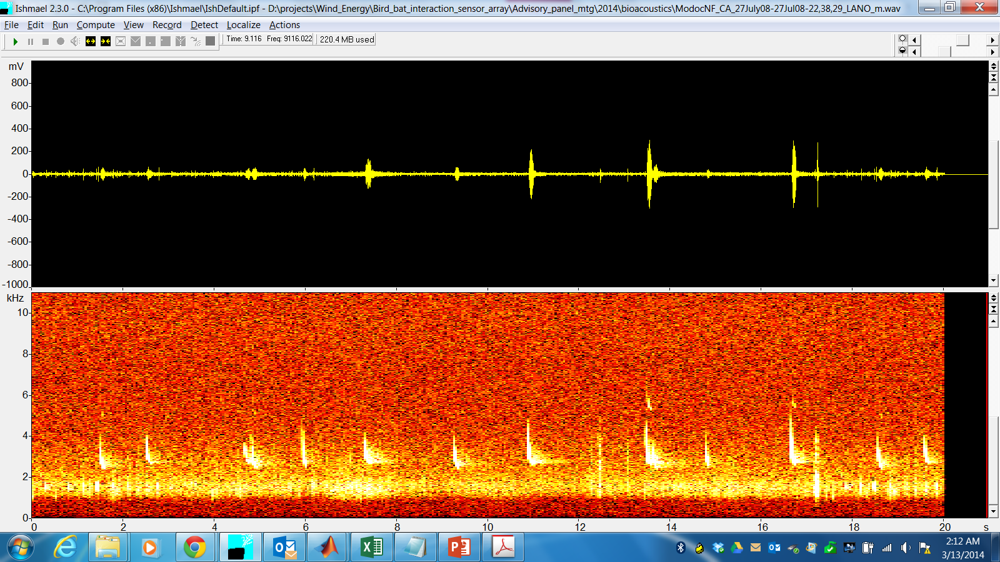 Ishmael 2.3.0 - C:\Program Files (x86)\Ishmael\IshDefault.ipf - D:\projects\Wind_Energy\Bird_bat_interaction_sensor_array\Advisory_panel_mtg\2014\bioacoustics\ModocNF_CA_27July08-27Jul08-22,38,29_LANO_m.wav
File Edit Run Compute View Record Detect Localize Actions
Time: 9.116 Freq: 9116.022 220.4 MB used
mV
800
600
400
200
0
-200
-400
-600
-800
-1000
kHz
10
8
6
4
2
0
0 2 4 6 8 10 12 14 16 18 20 s
2:12 AM
3/13/2014